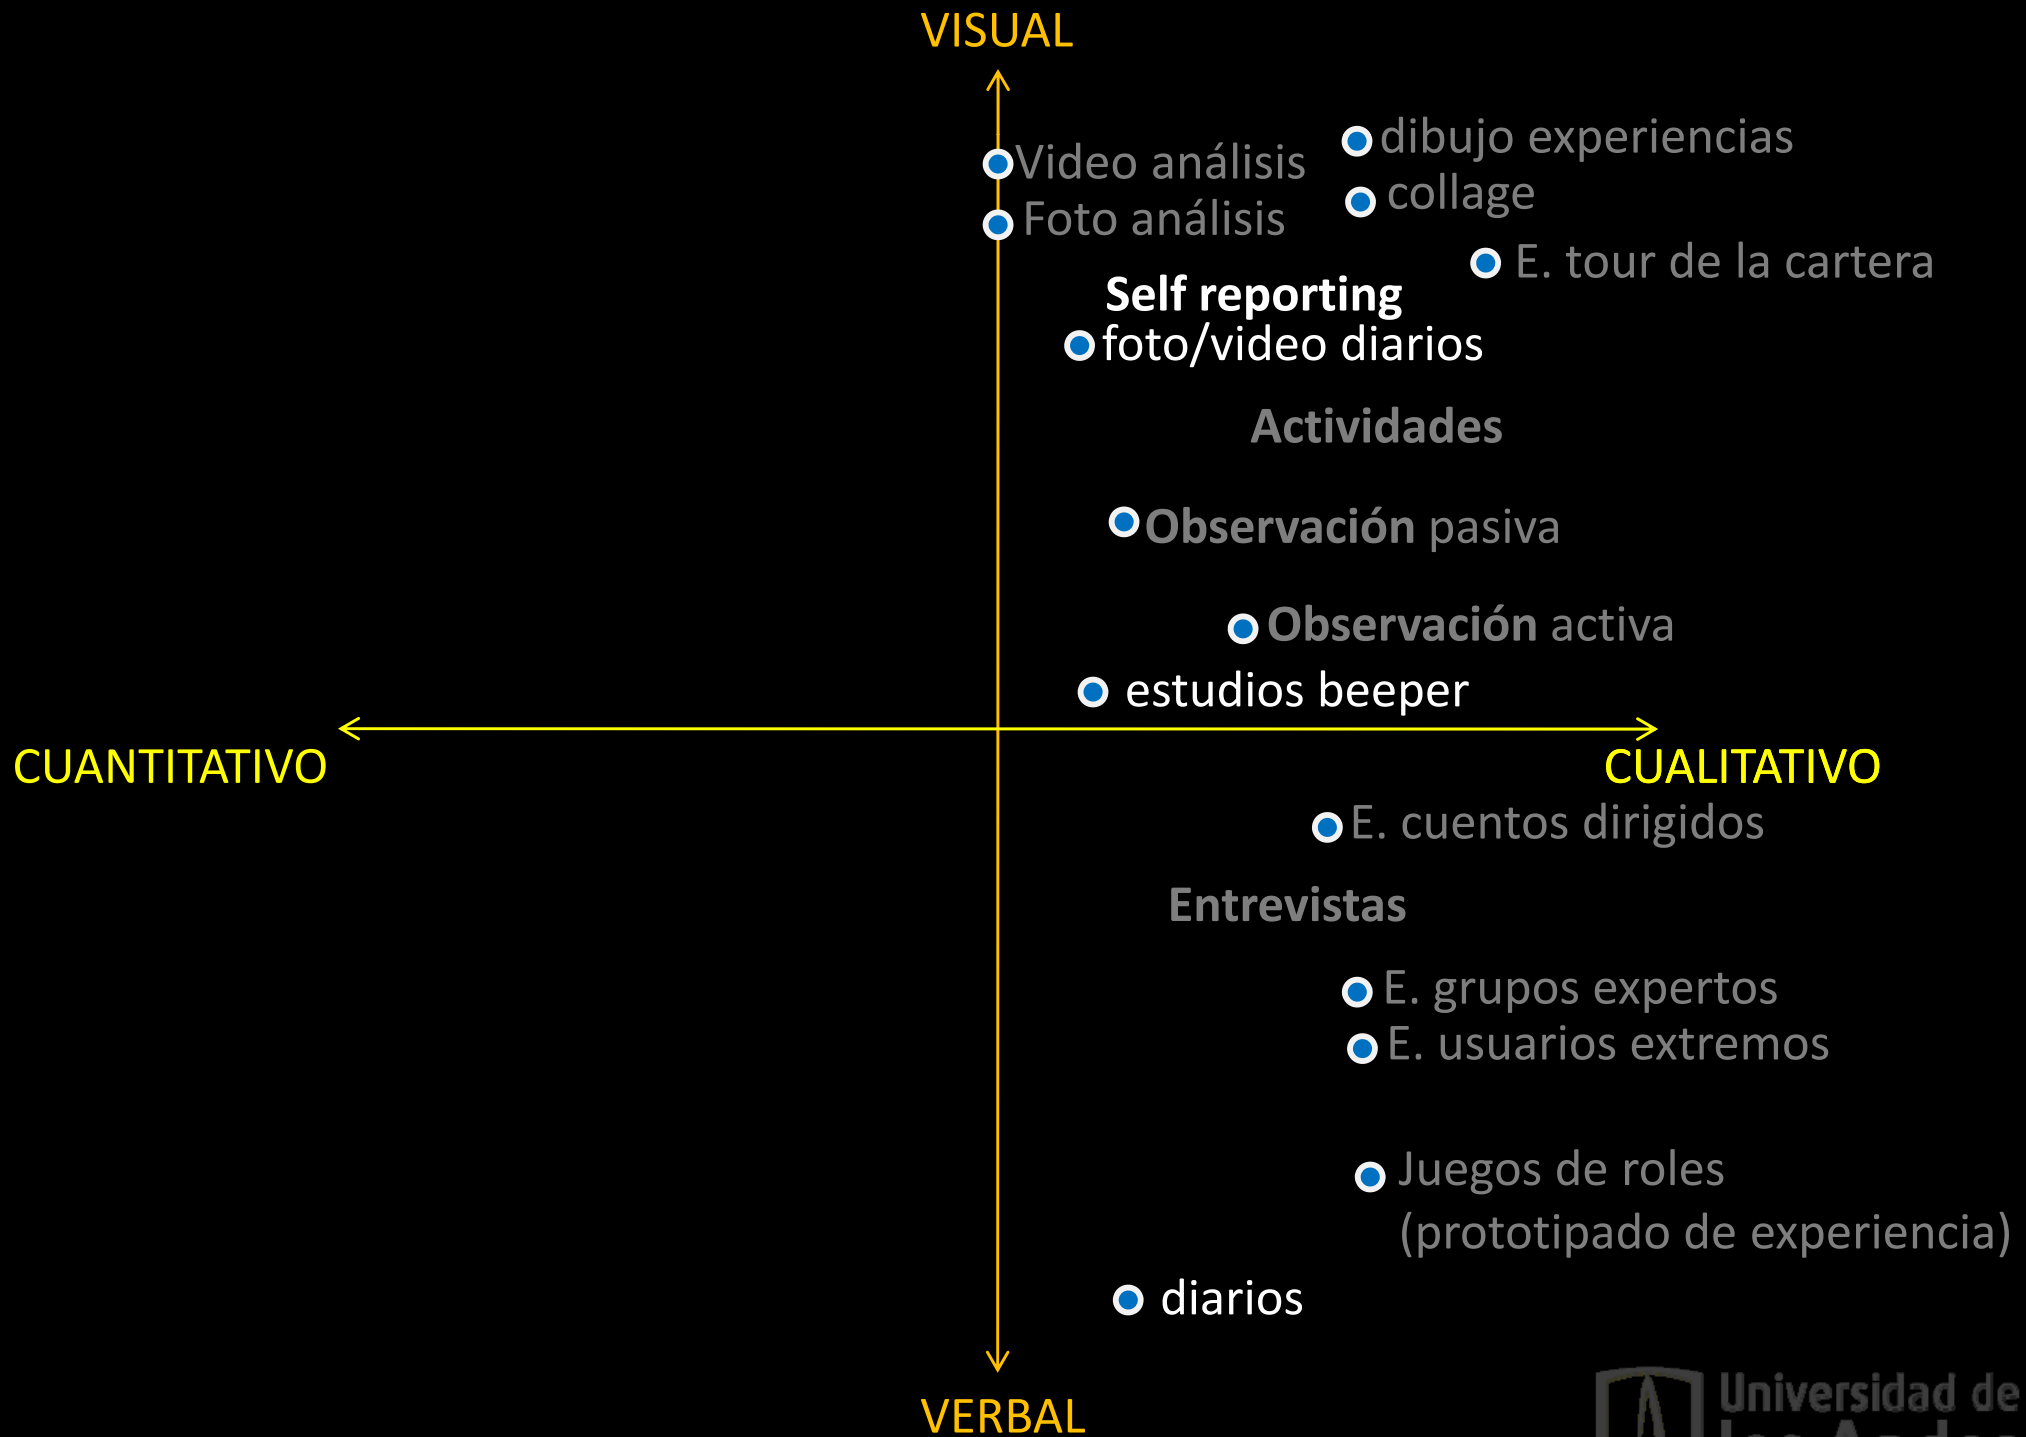 VISUAL
dibujo experiencias
Video análisis
collage
Foto análisis
E. tour de la cartera
Self reporting
foto/video diarios
Actividades
Observación pasiva
Observación activa
estudios beeper
CUANTITATIVO
CUALITATIVO
E. cuentos dirigidos
Entrevistas
E. grupos expertos
E. usuarios extremos
Juegos de roles
(prototipado de experiencia)
diarios
Universidad de
los Andes
VERBAL